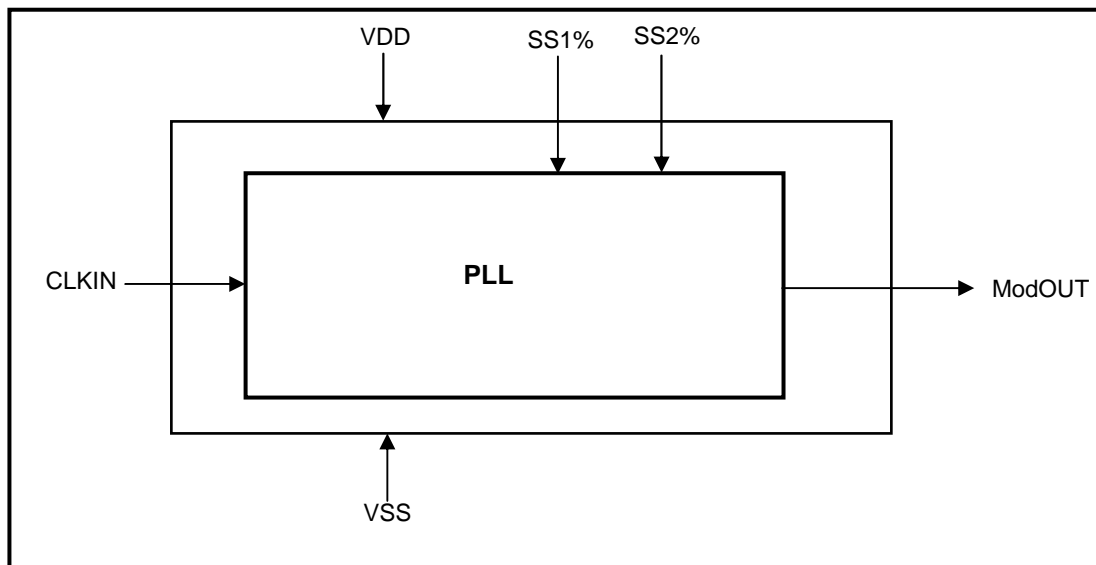 VDD
SS1%
SS2%
CLKIN
PLL
ModOUT
VSS